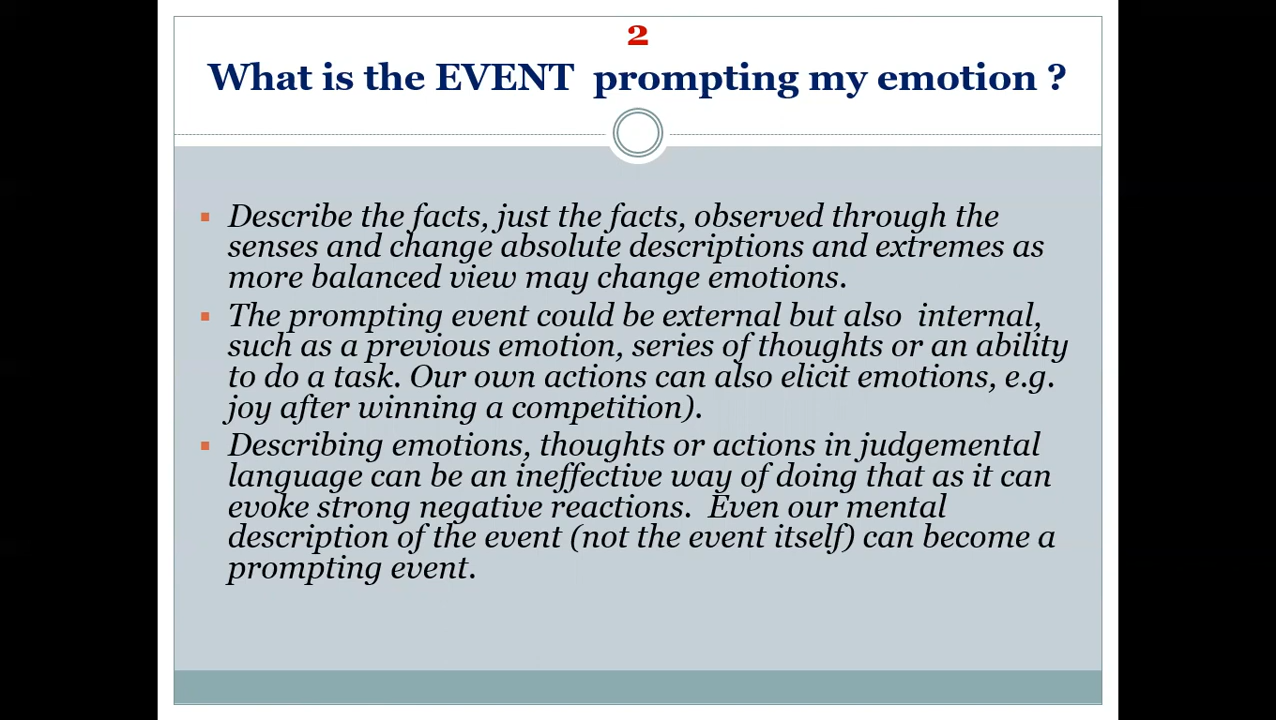 2
What is the EVENT prompting my emotion ?
Describe the facts, just the facts, observed through the
senses and change absolute descriptions and extremes as
more balanced view may change emotions.
The prompting event could be external but also internal,
such as a previous emotion, series of thoughts or an ability
to do a task. Our own actions can also elicit emotions, e.g.
joy after winning a competition).
Describing emotions, thoughts or actions in judgemental
language can be an ineffective way of doing that as it can
evoke strong negative reactions. Even our mental
description of the event (not the event itself) can become a
prompting event.